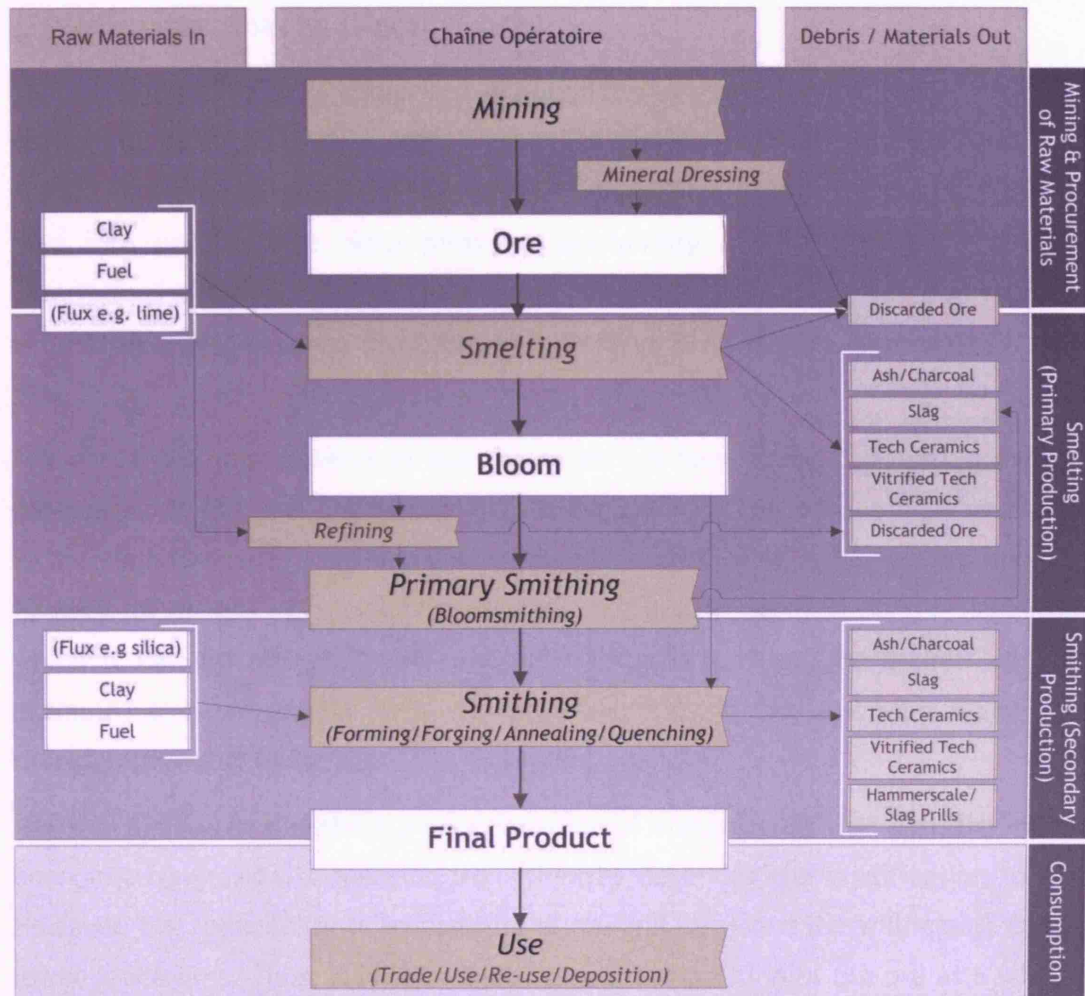 Raw Materials In
Chaîne Opératoire
Debris / Materials Out
Mining & Procurement
of Raw Materials
Mining
Mineral Dressing
Ore
Clay
Fuel
(Flux e.g. lime)
Discarded Ore
Smelting
(Primary Production)
Smelting
Ash/Charcoal
Slag
Tech Ceramics
Vitrified Tech
Ceramics
Discarded Ore
Bloom
Refining
Primary Smithing
(Bloomsmithing)
Smithing (Secondary
Production)
(Flux e.g silica)
Clay
Fuel
Smithing
(Forming/Forging/Annealing/Quenching)
Ash/Charcoal
Slag
Tech Ceramics
Vitrified Tech
Ceramics
Hammerscale/
Slag Prills
Final Product
Consumption
Use
(Trade/Use/Re-use/Deposition)